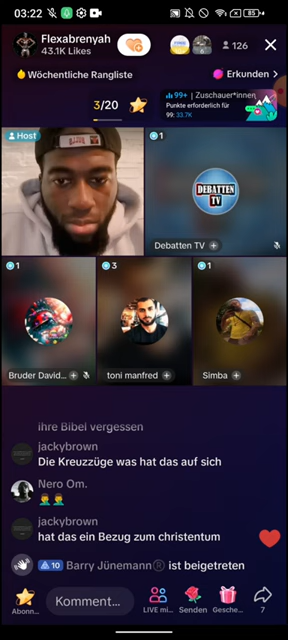 03:22
85
Flexabrenyah
43.1K Likes
126
Wöchentliche Rangliste
Erkunden
3/20
99+ | Zuschauer*innen
Punkte erforderlich für
99: 33.7K
Host
1
DEBATTEN
TV
Debatten TV
1
3
1
Bruder David...
toni manfred
Simba
ihre Bibel vergessen
jackybrown
Die Kreuzzüge was hat das auf sich
Nero Om.
jackybrown
hat das ein Bezug zum christentum
10 Barry Jünemann® ist beigetreten
Abonn...
Komment...
LIVE mi...
Senden
Gesche...
7